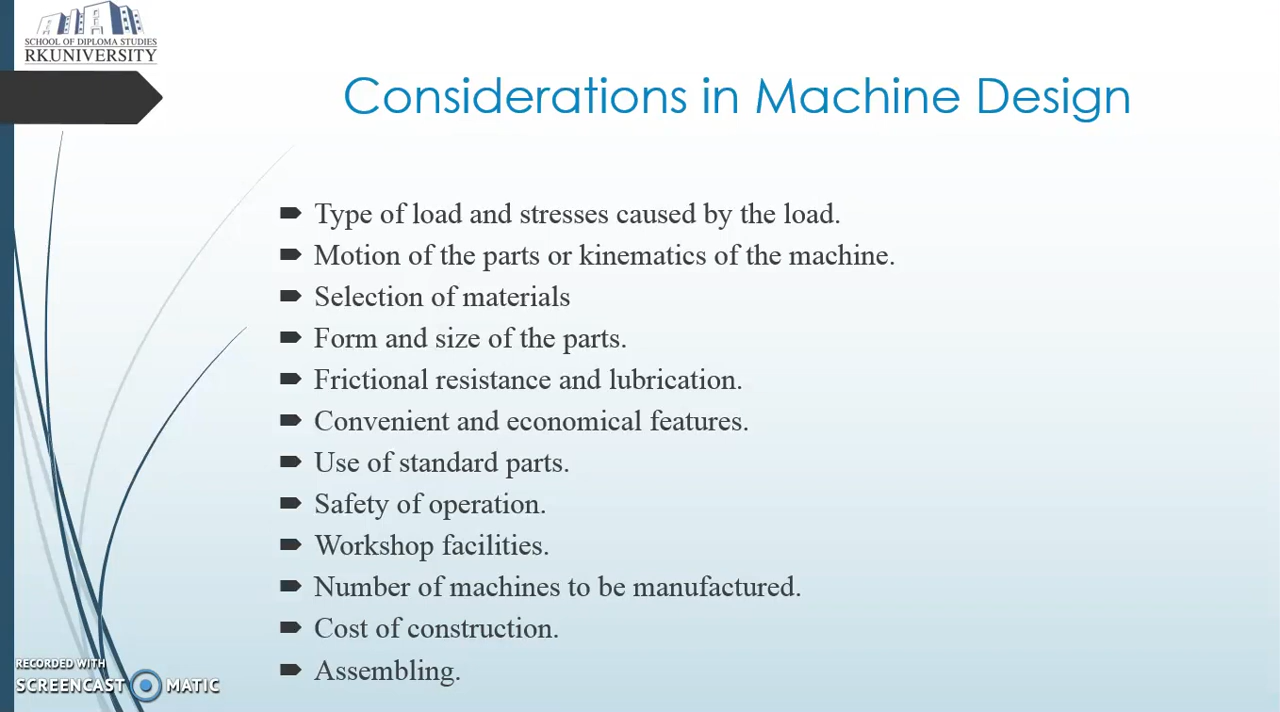 SCHOOL OF DIPLOMA STUDIES
RKUNIVERSITY
Considerations in Machine Design
Type of load and stresses caused by the load.
Motion of the parts or kinematics of the machine.
Selection of materials
Form and size of the parts.
Frictional resistance and lubrication.
Convenient and economical features.
Use of standard parts.
Safety of operation.
Workshop facilities.
Number of machines to be manufactured.
Cost of construction.
Assembling.
RECORDED WITH
SCREENCAST MATIC